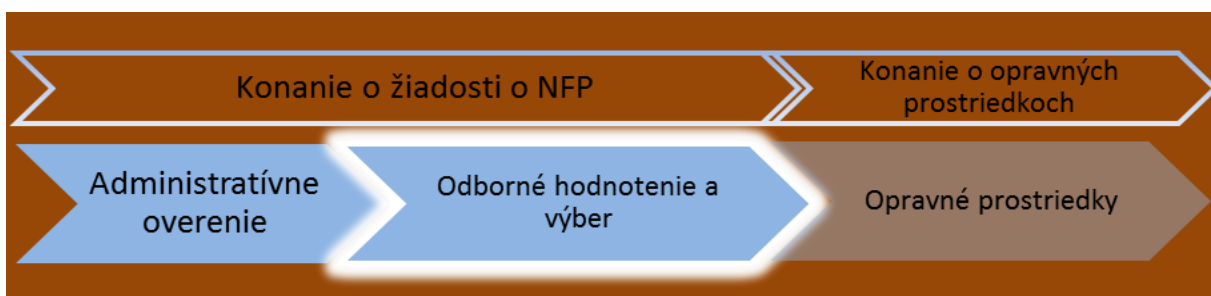 Konanie o žiadosti o NFP
Konanie o opravných
prostriedkoch
Administratívne
overenie
Odborné hodnotenie a
výber
Opravné prostriedky